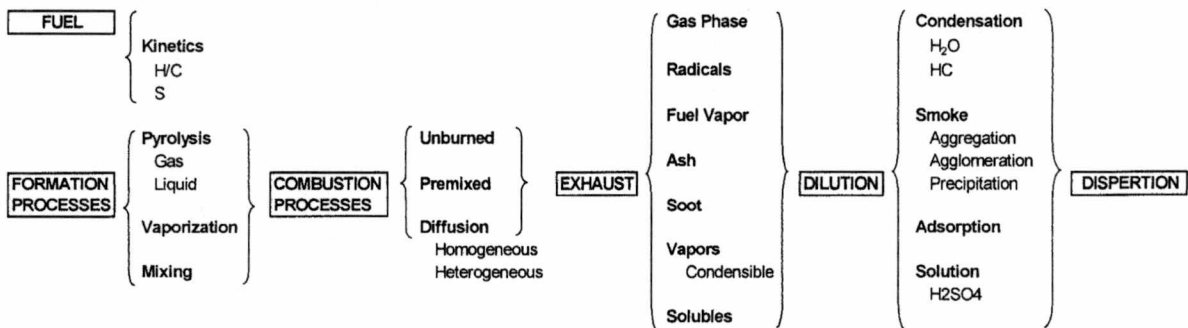 FUEL
Kinetics
H/C
S
FORMATION
PROCESSES
Pyrolysis
Gas
Liquid
Vaporization
Mixing
COMBUSTION
PROCESSES
Unburned
Premixed
Diffusion
Homogeneous
Heterogeneous
EXHAUST
Gas Phase
Radicals
Fuel Vapor
Ash
Soot
Vapors
Condensible
Solubles
DILUTION
Condensation
H₂O
HC
Smoke
Aggregation
Agglomeration
Precipitation
Adsorption
Solution
H2SO4
DISPERTION